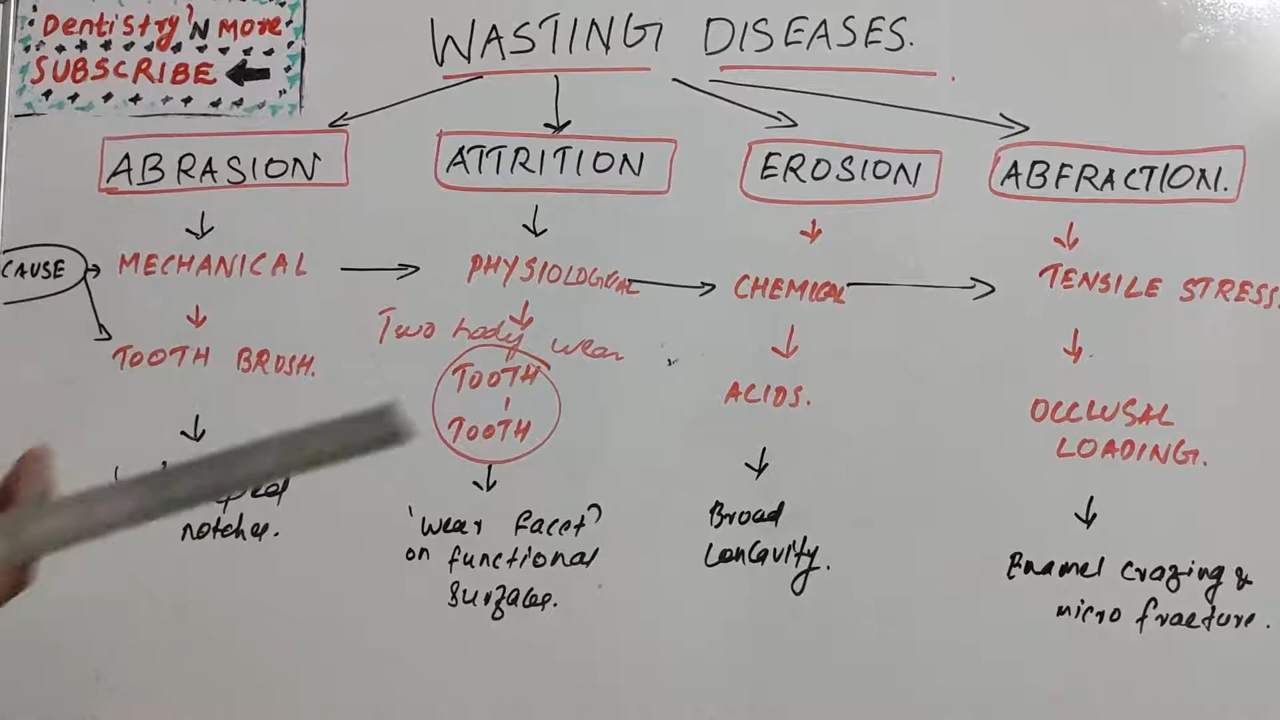 Dentistry'N more
SUBSCRIBE
WASTING DISEASES.
ABRASION
ATTRITION
EROSION
ABFRACTION.
CAUSE
MECHANICAL
PHYSIOLOGICAL
CHEMICAL
TENSILE STRESS
TOOTH BRUSH.
Two body wear
TOOTH
TOOTH
ACIDS.
OCCLUSAL
LOADING.
notches.
'Wear Facet'
on functional
surfaces.
Broad
Concavity.
Enamel crazing &
micro fracture.